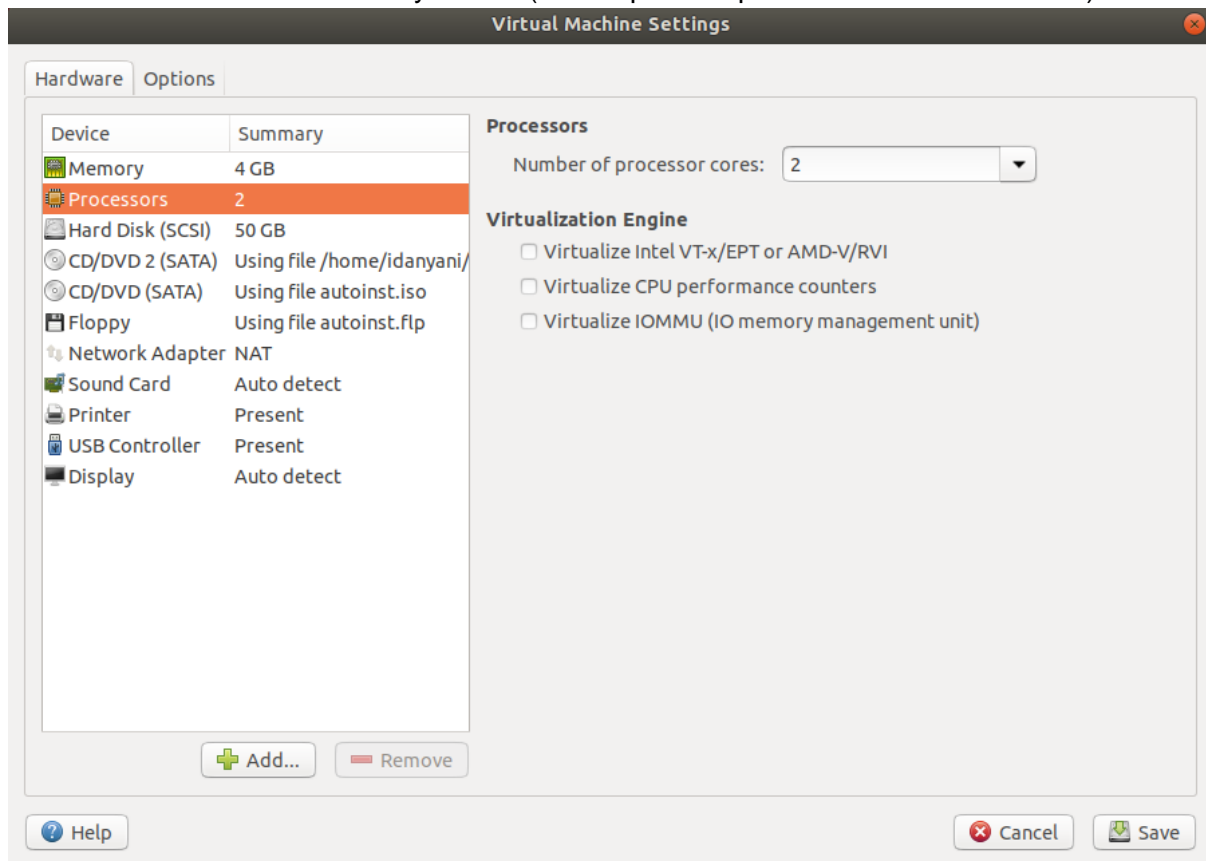 Virtual Machine Settings
Hardware Options
Device Summary
Memory 4 GB
Processors 2
Hard Disk (SCSI) 50 GB
CD/DVD 2 (SATA) Using file /home/idanyani/
CD/DVD (SATA) Using file autoinst.iso
Floppy Using file autoinst.flp
Network Adapter NAT
Sound Card Auto detect
Printer Present
USB Controller Present
Display Auto detect
Add... Remove
Processors
Number of processor cores: 2
Virtualization Engine
Virtualize Intel VT-x/EPT or AMD-V/RVI
Virtualize CPU performance counters
Virtualize IOMMU (IO memory management unit)
Help Cancel Save